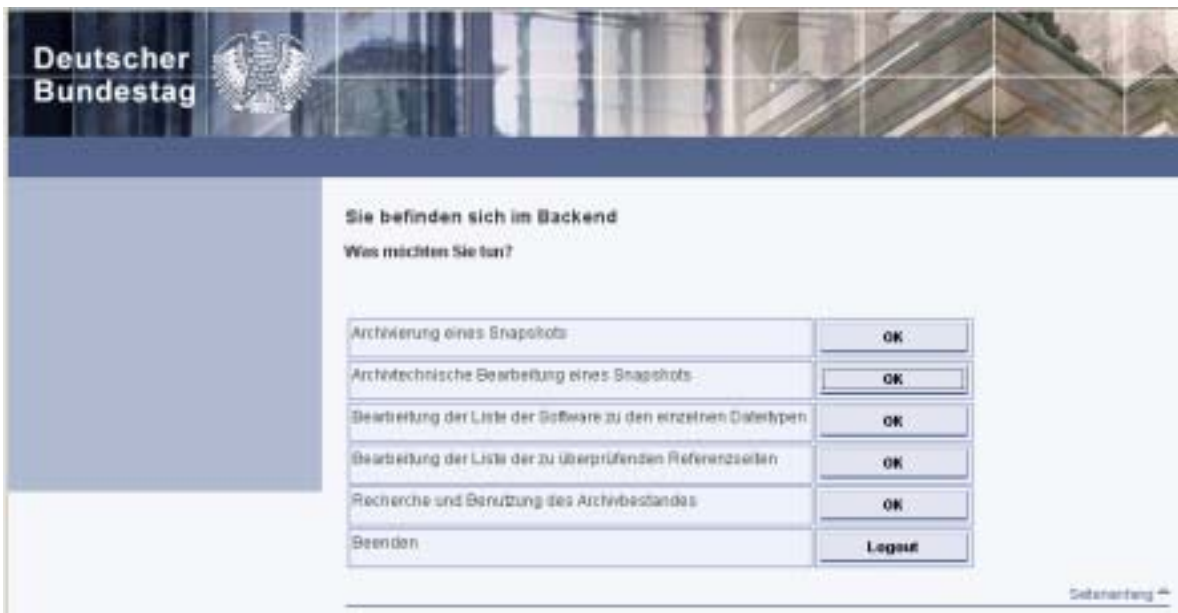 Deutscher
Bundestag
Sie befinden sich im Backend
Was möchten Sie tun?
Archivierung eines Snapshots OK
Archivtechnische Bearbeitung eines Snapshots OK
Bearbeitung der Liste der Software zu den einzelnen Dateitypen OK
Bearbeitung der Liste der zu überprüfenden Referenzseiten OK
Recherche und Benutzung des Archivbestandes OK
Beenden Logout
Seitenanfang